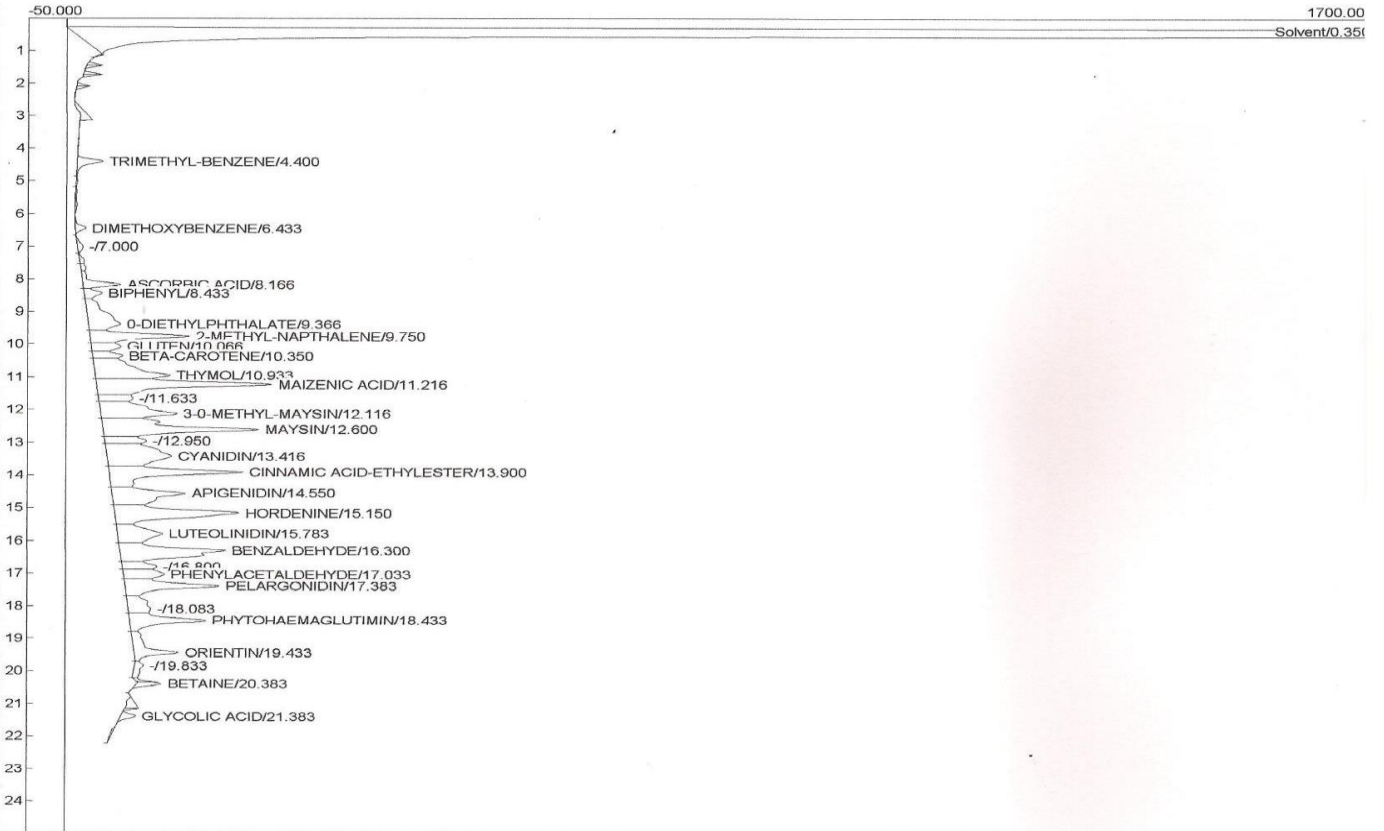 -50.000 1700.00
Solvent/0.350
1
2
3
4
TRIMETHYL-BENZENE/4.400
5
6
DIMETHOXYBENZENE/6.433
7
-/7.000
8
ASCORBIC ACID/8.166
BIPHENYL/8.433
9
0-DIETHYLPHTHALATE/9.366
2-METHYL-NAPTHALENE/9.750
10
GLUTEN/10.066
BETA-CAROTENE/10.350
11
THYMOL/10.933
MAIZENIC ACID/11.216
-/11.633
12
3-0-METHYL-MAYSIN/12.116
MAYSIN/12.600
13
-/12.950
CYANIDIN/13.416
14
CINNAMIC ACID-ETHYLESTER/13.900
APIGENIDIN/14.550
15
HORDENINE/15.150
LUTEOLINIDIN/15.783
16
BENZALDEHYDE/16.300
-/16.800
17
PHENYLACETALDEHYDE/17.033
PELARGONIDIN/17.383
18
-/18.083
PHYTOHAEMAGLUTIMIN/18.433
19
ORIENTIN/19.433
-/19.833
20
BETAINE/20.383
21
GLYCOLIC ACID/21.383
22
23
24